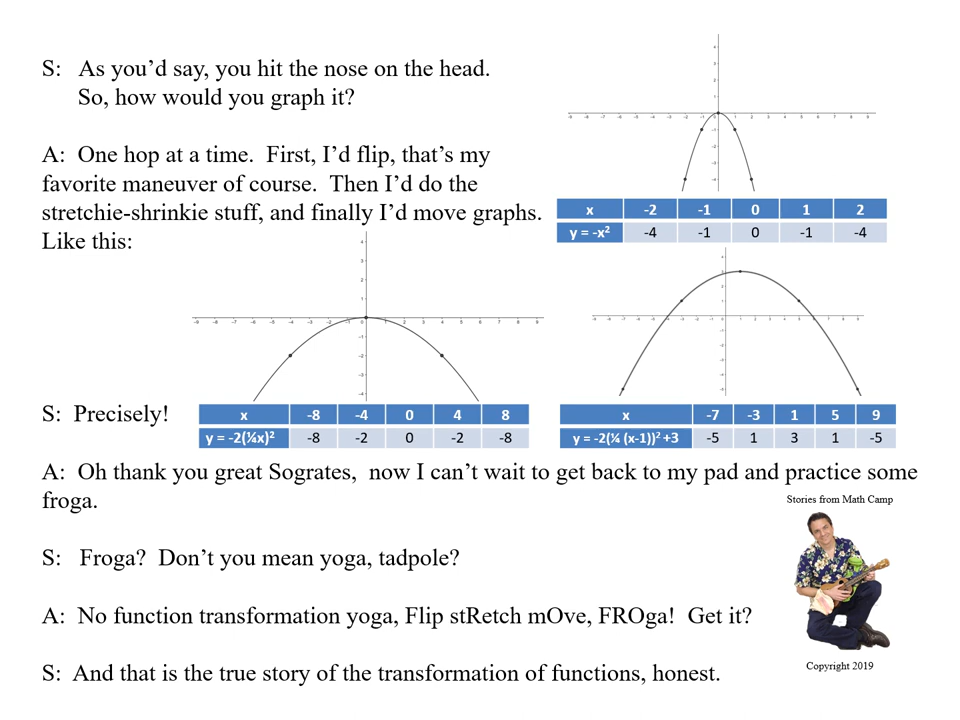 S:   As you’d say, you hit the nose on the head.
So, how would you graph it?
A:  One hop at a time.  First, I’d flip, that’s my
favorite maneuver of course.  Then I’d do the
stretchie-shrinkie stuff, and finally I’d move graphs.
Like this:
x -2 -1 0 1 2
y = -x² -4 -1 0 -1 -4
S:  Precisely!
x -8 -4 0 4 8
y = -2(¼x)² -8 -2 0 -2 -8
x -7 -3 1 5 9
y = -2(¼ (x-1))² +3 -5 1 3 1 -5
A:  Oh thank you great Sogrates,  now I can’t wait to get back to my pad and practice some
froga.
Stories from Math Camp
S:   Froga?  Don’t you mean yoga, tadpole?
A:  No function transformation yoga, Flip stRetch mOve, FROga!  Get it?
Copyright 2019
S:  And that is the true story of the transformation of functions, honest.